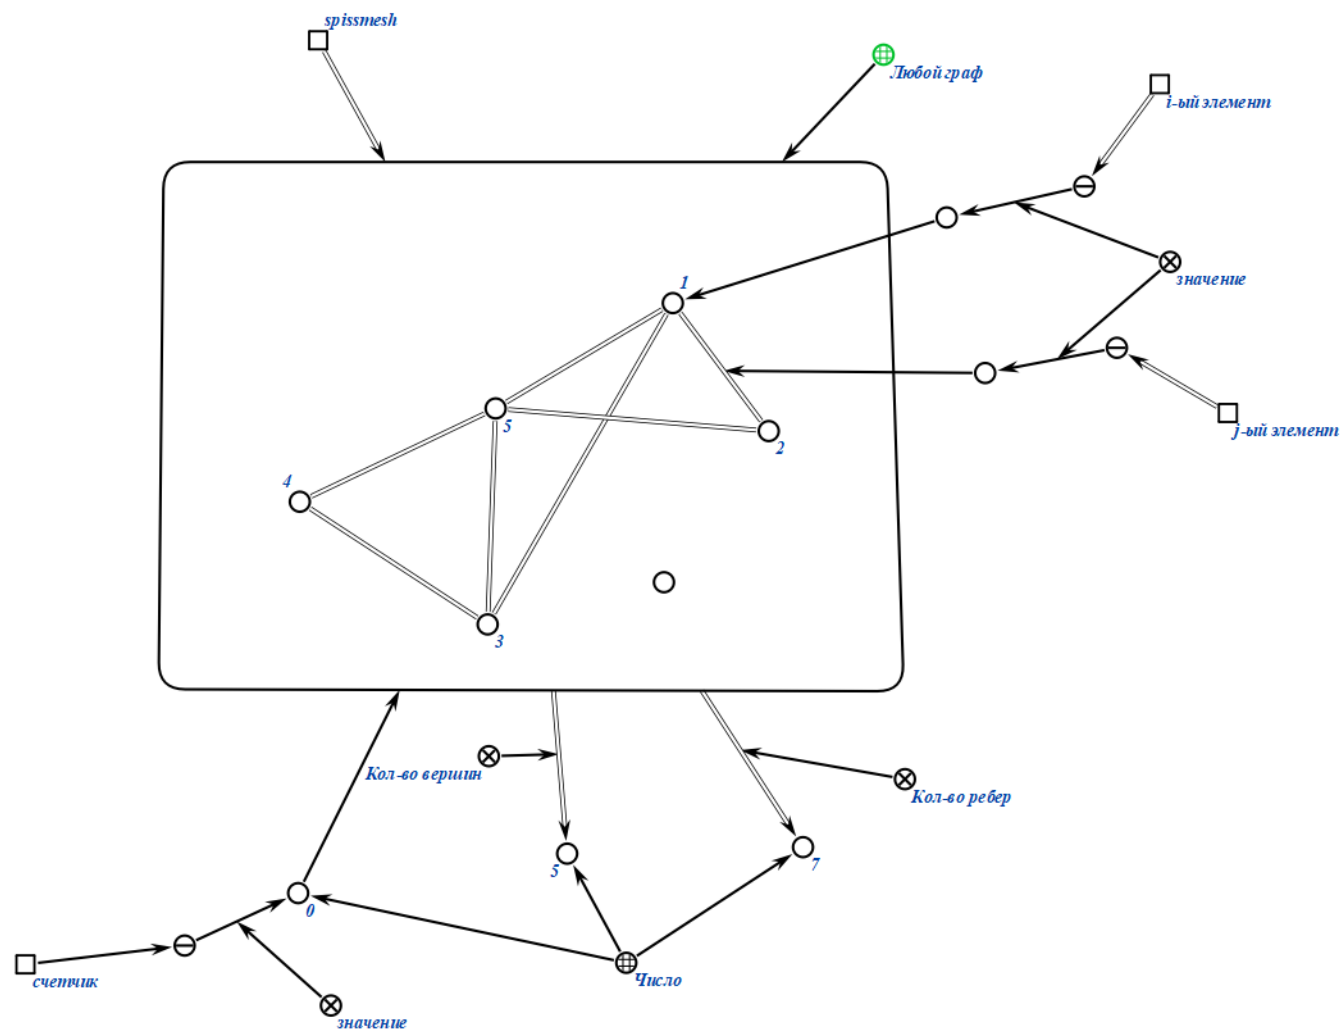 spissmesh
Любой граф
i-ый элемент
значение
1
5
2
j-ый элемент
4
3
Кол-во вершин
Кол-во ребер
5
7
0
счетчик
Число
значение